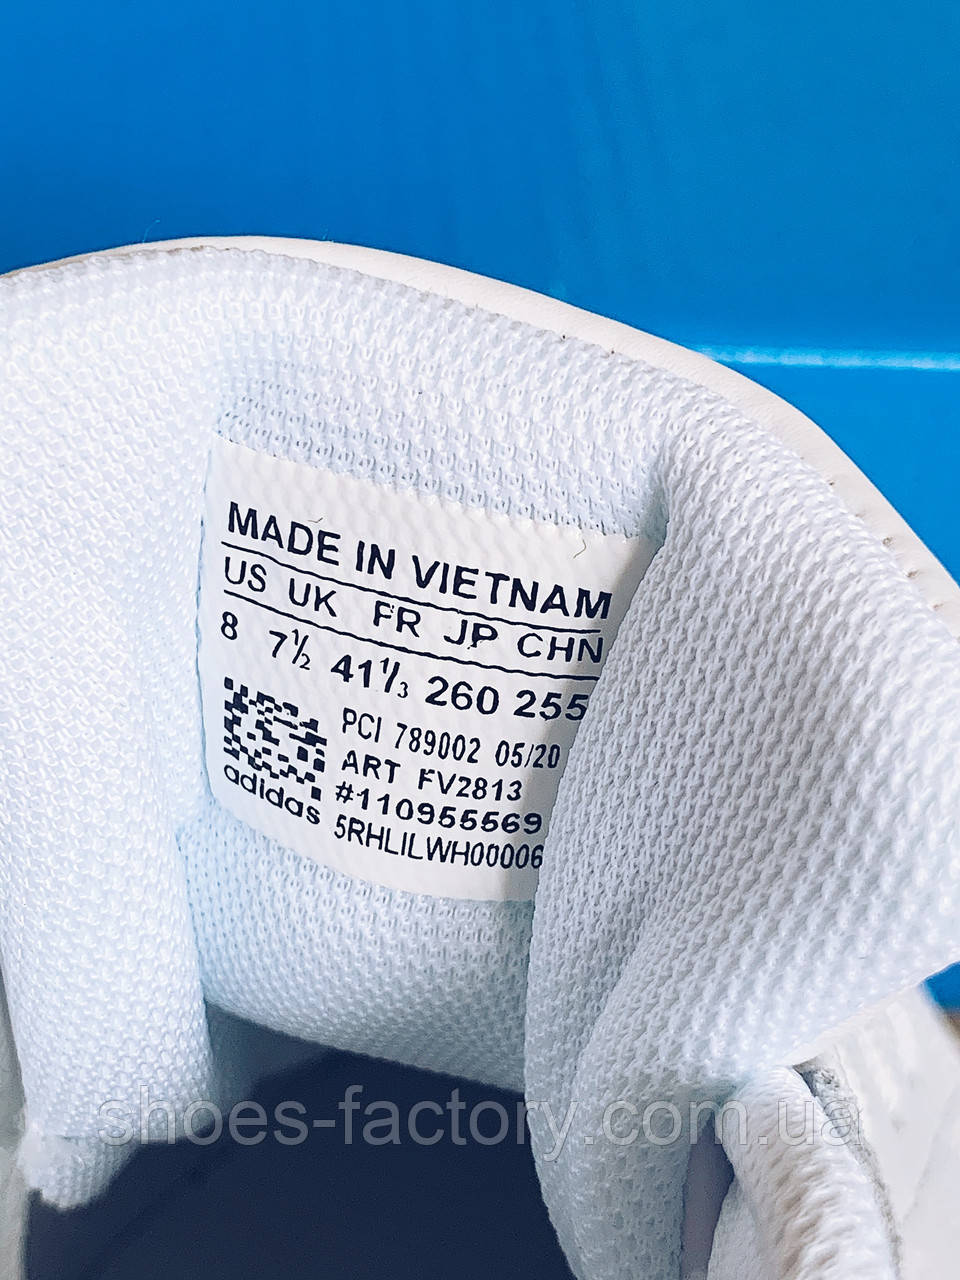 MADE IN VIETNAM
US UK FR JP CHN
8 7½ 41⅓ 260 255
PCI 789002 05/20
ART FV2813
#110955569
5RHLILWH00006
adidas
shoes-factory.com.ua